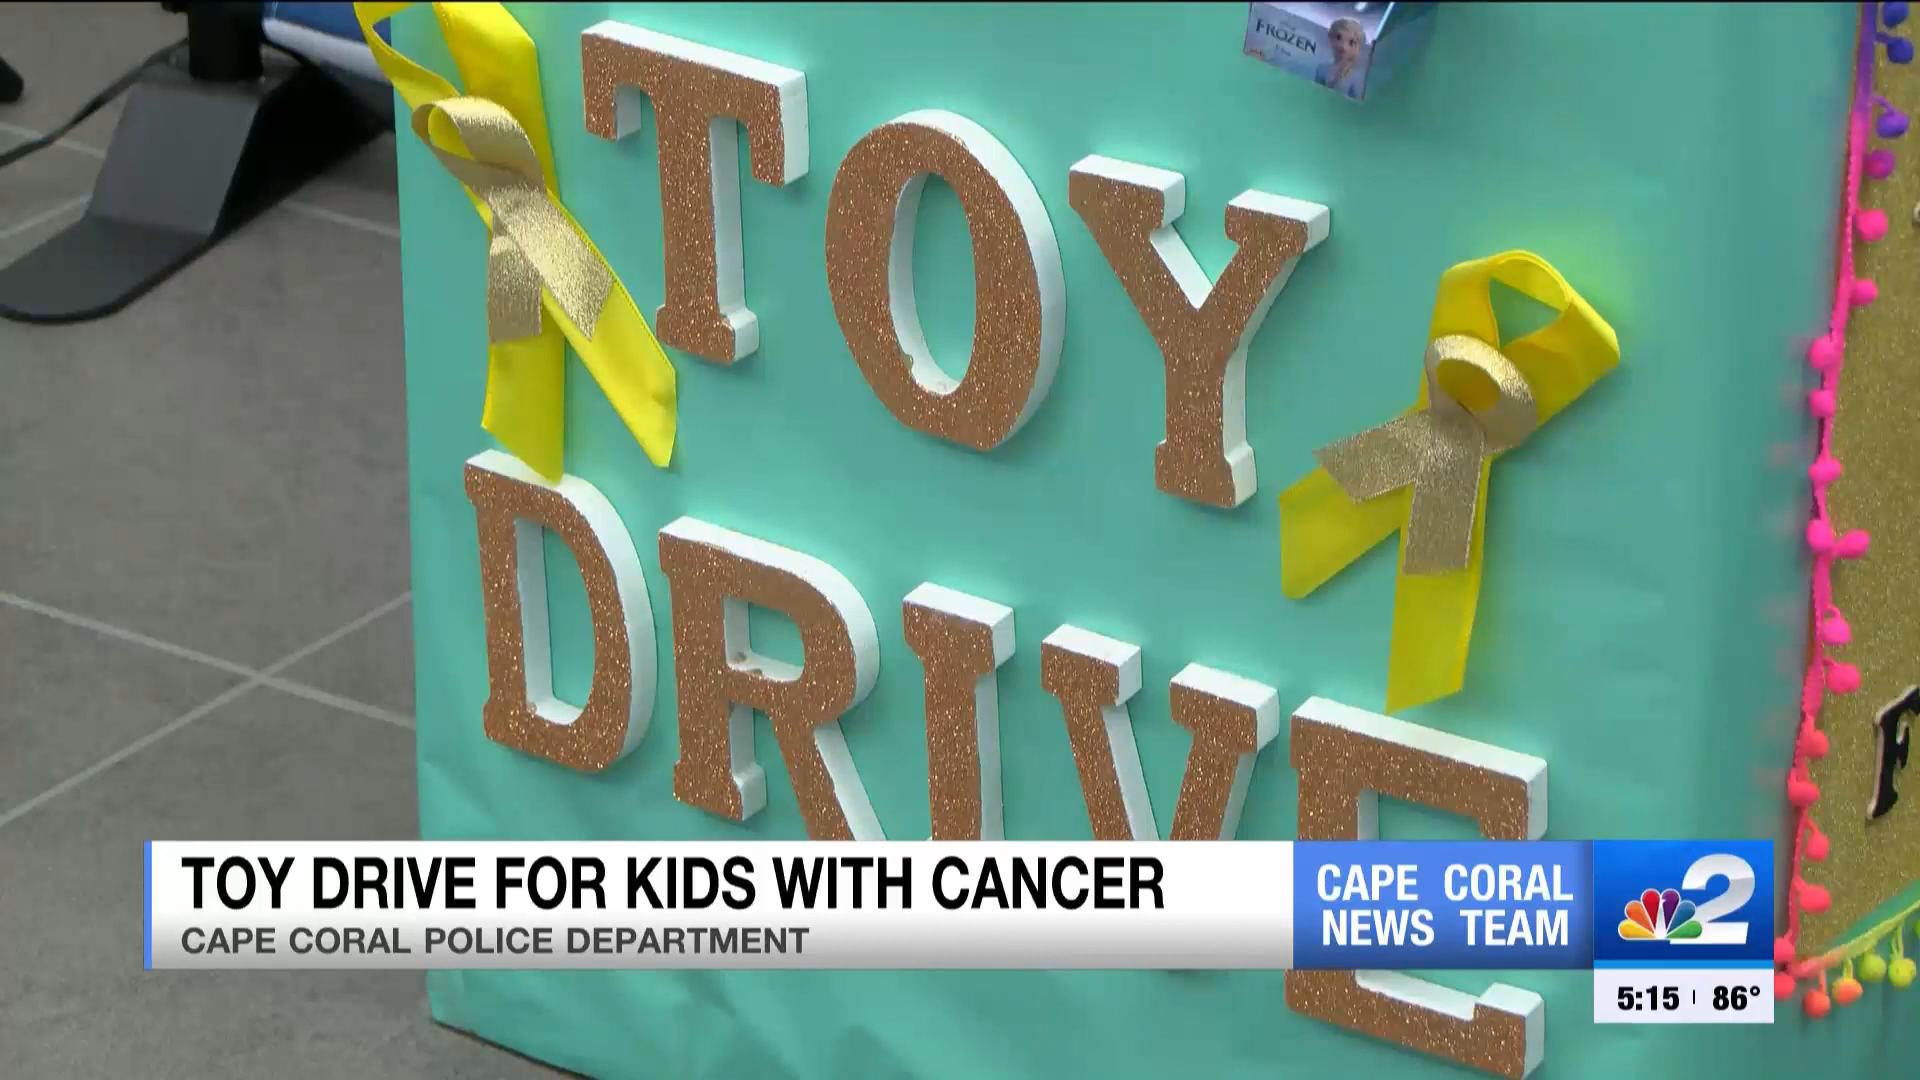 FROZEN
TOY
DRIVE
TOY DRIVE FOR KIDS WITH CANCER
CAPE CORAL POLICE DEPARTMENT
CAPE CORAL
NEWS TEAM
2
5:15 86°